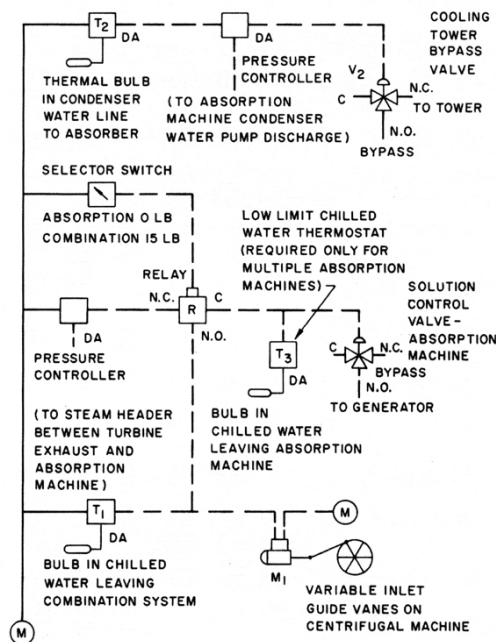 T2
DA
DA
COOLING
TOWER
BYPASS
VALVE
THERMAL BULB
IN CONDENSER
WATER LINE
TO ABSORBER
PRESSURE
CONTROLLER
(TO ABSORPTION
MACHINE CONDENSER
WATER PUMP DISCHARGE)
V2
C
N.C.
TO TOWER
N.O.
BYPASS
SELECTOR SWITCH
ABSORPTION 0 LB
COMBINATION 15 LB
LOW LIMIT CHILLED
WATER THERMOSTAT
(REQUIRED ONLY FOR
MULTIPLE ABSORPTION
MACHINES)
RELAY
N.C.
R
C
N.O.
DA
PRESSURE
CONTROLLER
(TO STEAM HEADER
BETWEEN TURBINE
EXHAUST AND
ABSORPTION
MACHINE)
T3
DA
BULB IN
CHILLED WATER
LEAVING ABSORPTION
MACHINE
SOLUTION
CONTROL
VALVE-
ABSORPTION
MACHINE
C
N.C.
BYPASS
N.O.
TO GENERATOR
T1
DA
BULB IN CHILLED
WATER LEAVING
COMBINATION SYSTEM
M
M1
VARIABLE INLET
GUIDE VANES ON
CENTRIFUGAL MACHINE
M